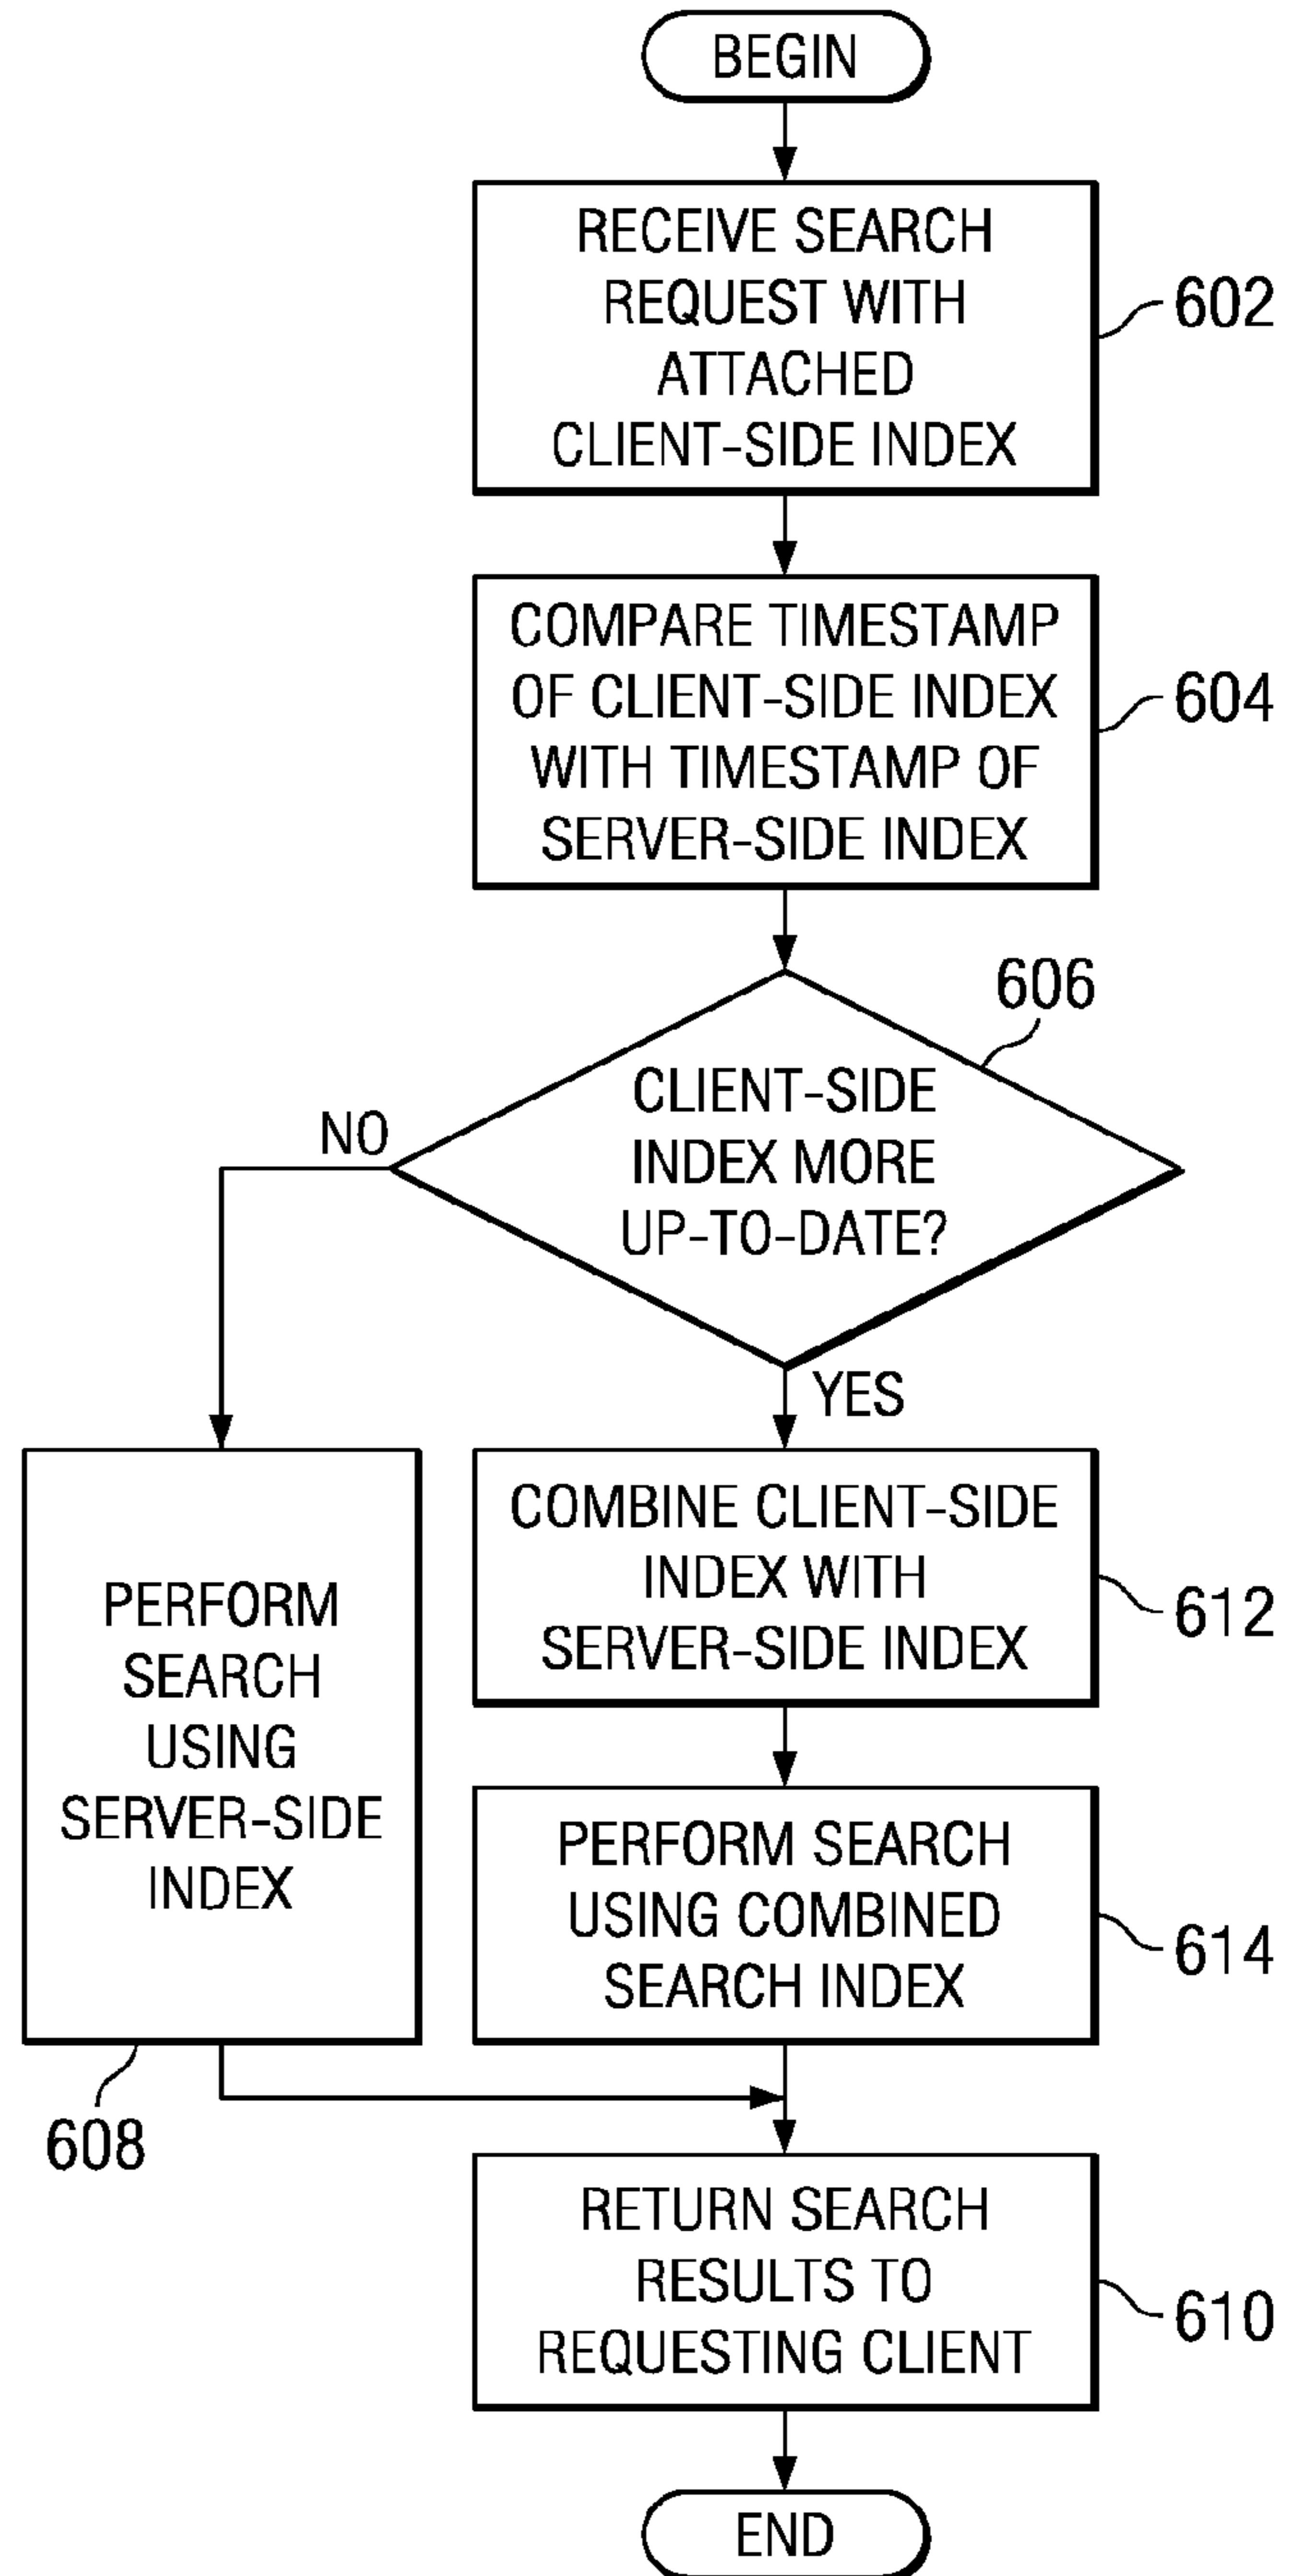 BEGIN
RECEIVE SEARCH
REQUEST WITH
ATTACHED
CLIENT-SIDE INDEX
602
COMPARE TIMESTAMP
OF CLIENT-SIDE INDEX
WITH TIMESTAMP OF
SERVER-SIDE INDEX
604
606
CLIENT-SIDE
INDEX MORE
UP-TO-DATE?
NO
YES
PERFORM
SEARCH
USING
SERVER-SIDE
INDEX
608
COMBINE CLIENT-SIDE
INDEX WITH
SERVER-SIDE INDEX
612
PERFORM SEARCH
USING COMBINED
SEARCH INDEX
614
RETURN SEARCH
RESULTS TO
REQUESTING CLIENT
610
END